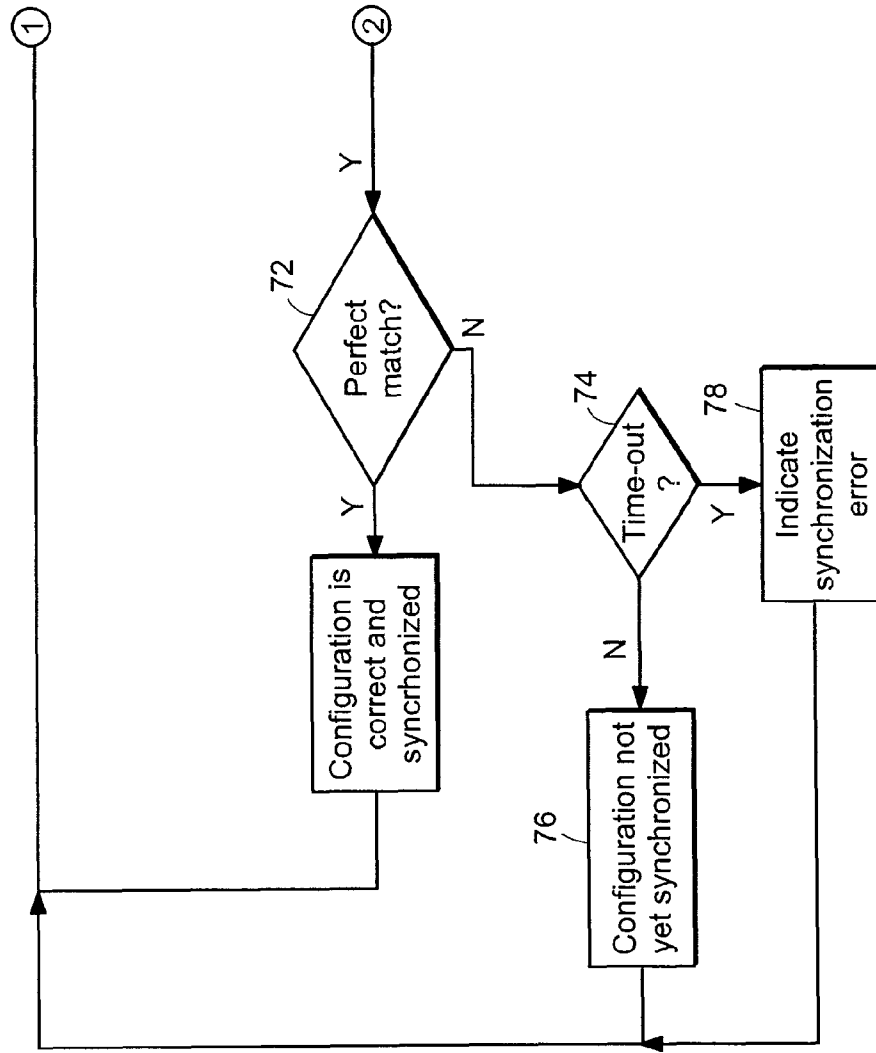 1
2
Y
72
Perfect
match?
Y
N
Configuration is
correct and
syncrhonized
74
Time-out
?
N
Y
76
Configuration not
yet synchronized
78
Indicate
synchronization
error